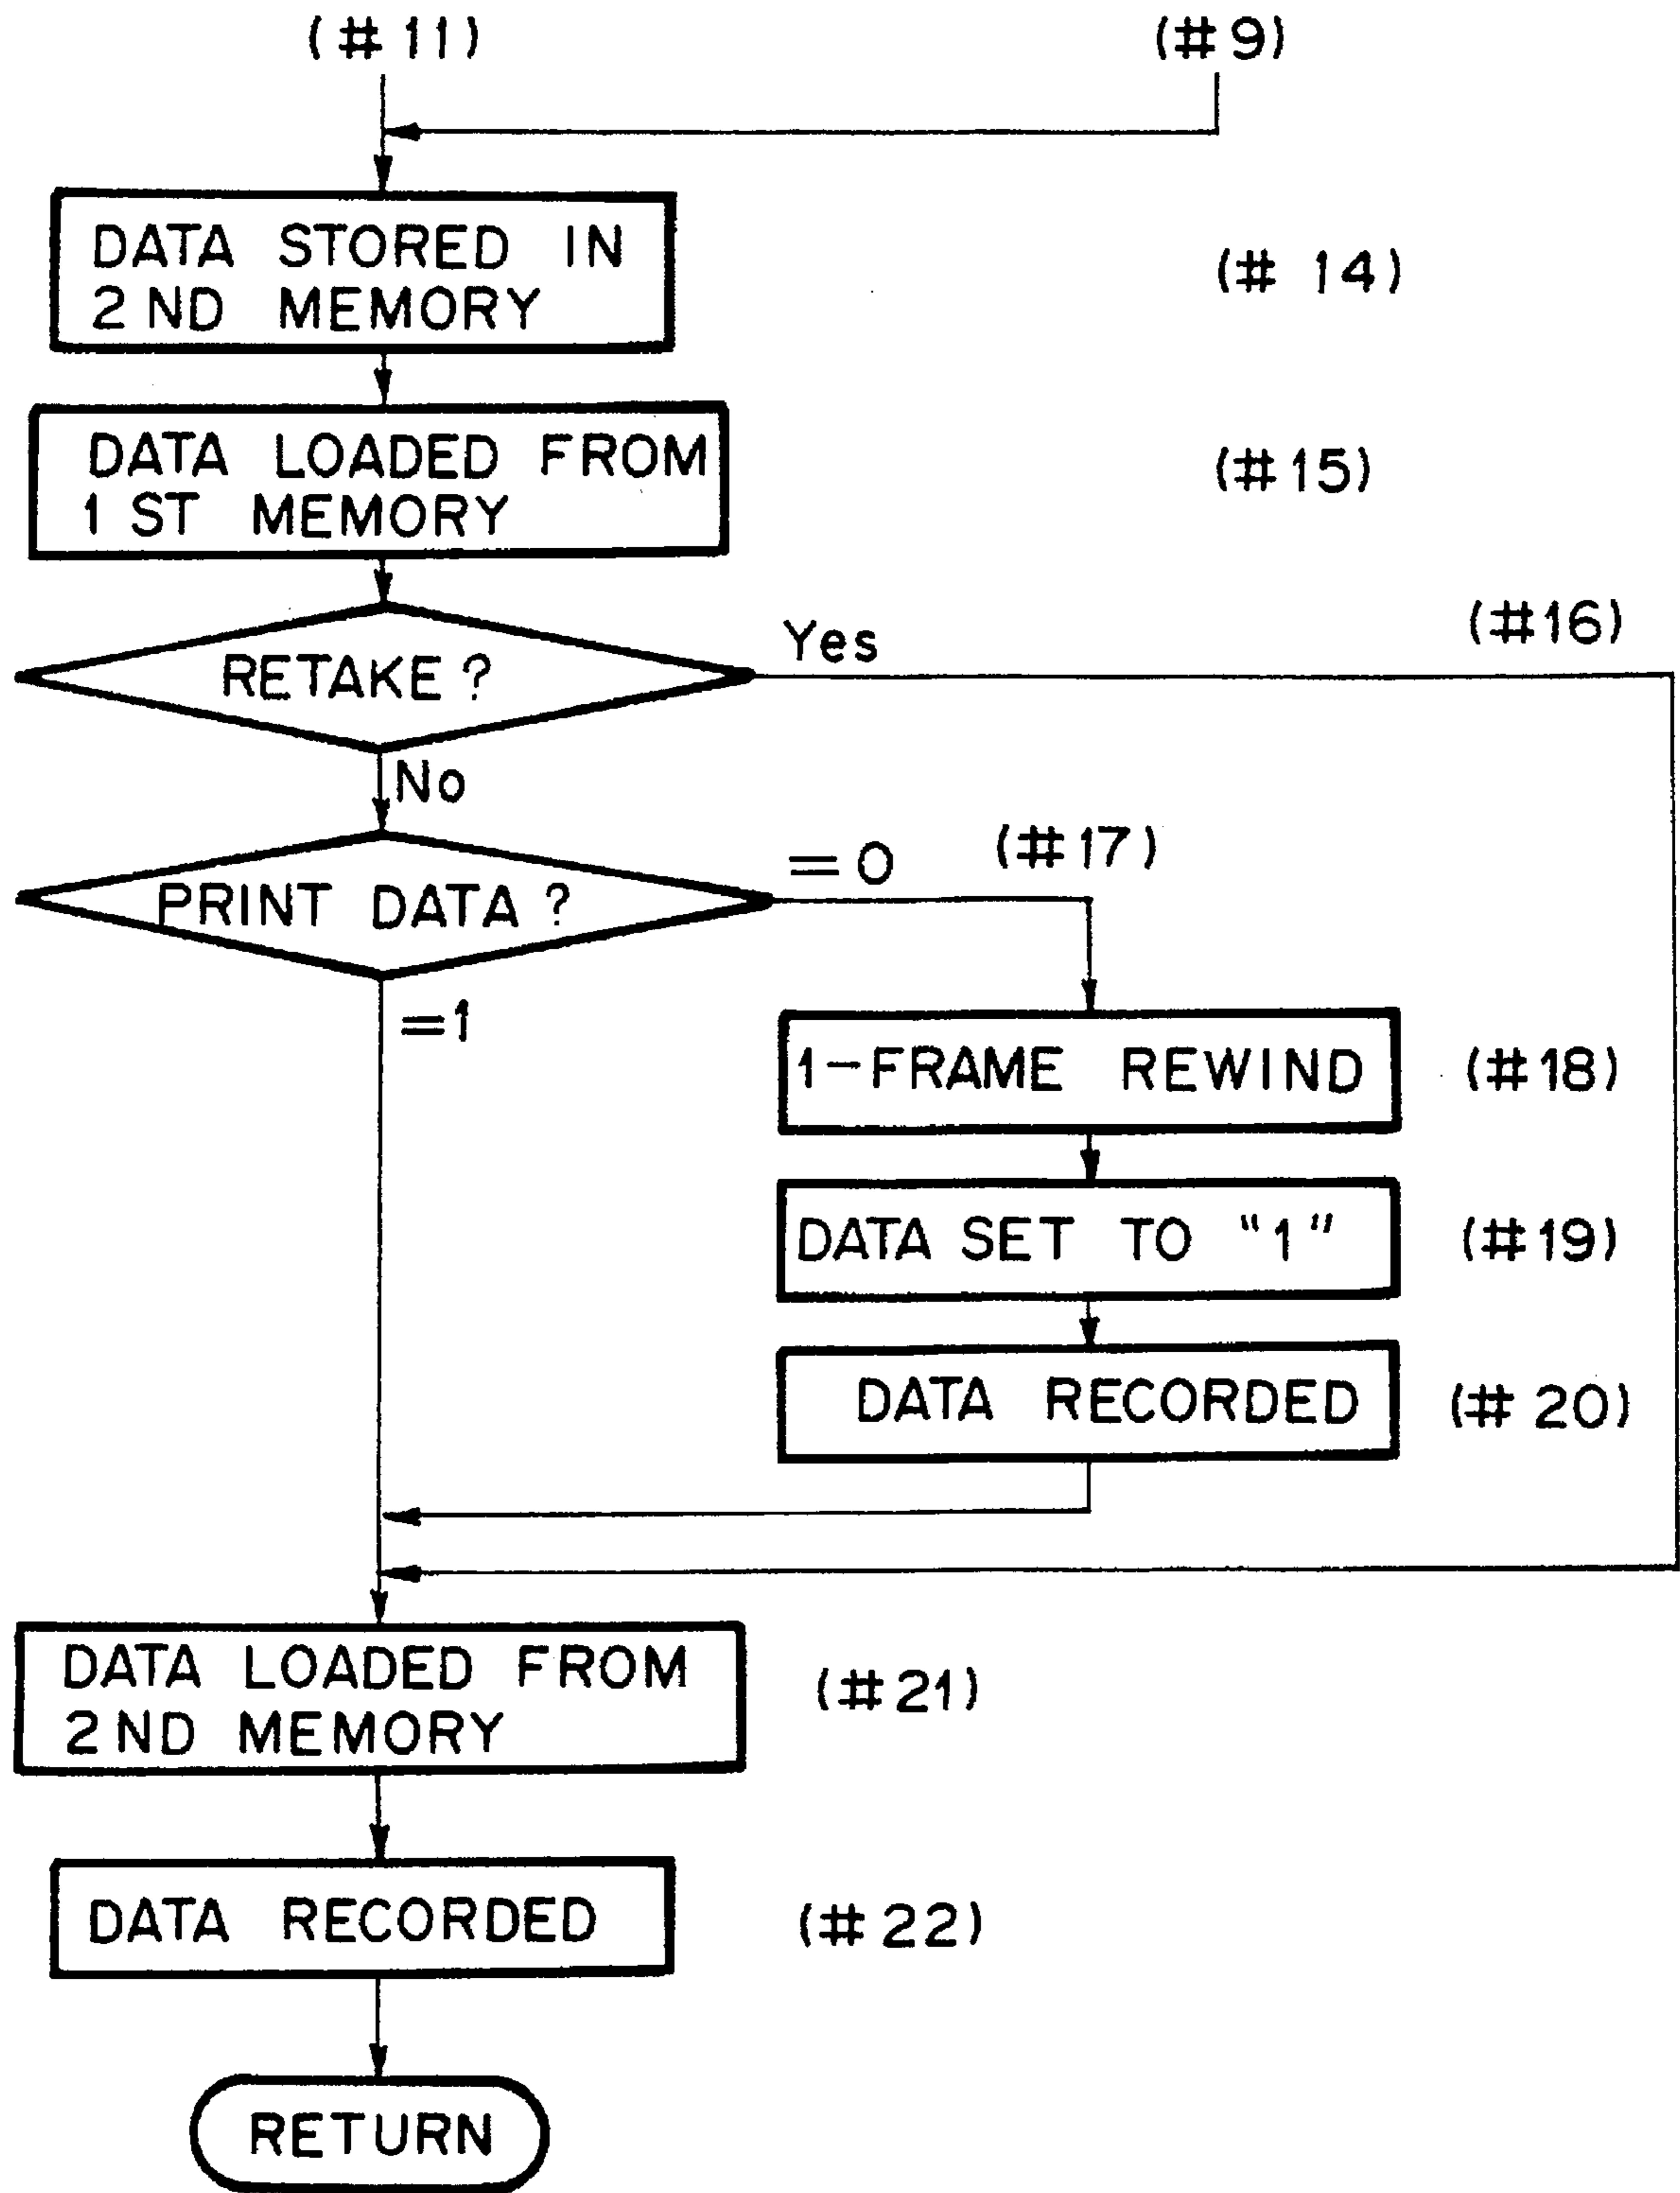 (#11)
(#9)
DATA STORED IN
2ND MEMORY
(#14)
DATA LOADED FROM
1ST MEMORY
(#15)
RETAKE?
Yes
(#16)
No
PRINT DATA?
=0
(#17)
=1
1-FRAME REWIND
(#18)
DATA SET TO "1"
(#19)
DATA RECORDED
(#20)
DATA LOADED FROM
2ND MEMORY
(#21)
DATA RECORDED
(#22)
RETURN